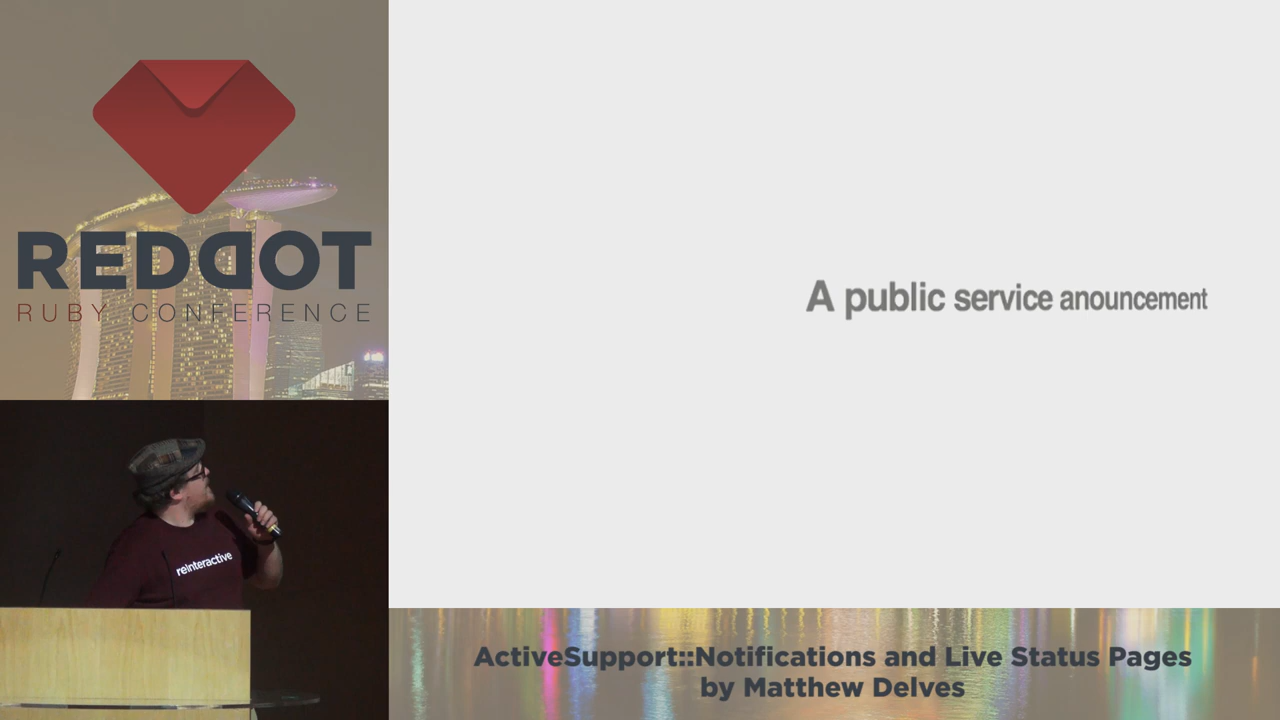 REDDOT
RUBY CONFERENCE
A public service anouncement
reinteractive
ActiveSupport::Notifications and Live Status Pages
by Matthew Delves